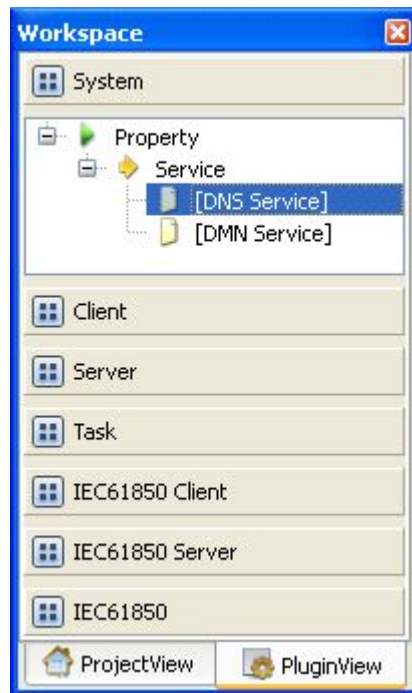 Workspace
System
Property
Service
[DNS Service]
[DMN Service]
Client
Server
Task
IEC61850 Client
IEC61850 Server
IEC61850
ProjectView PluginView